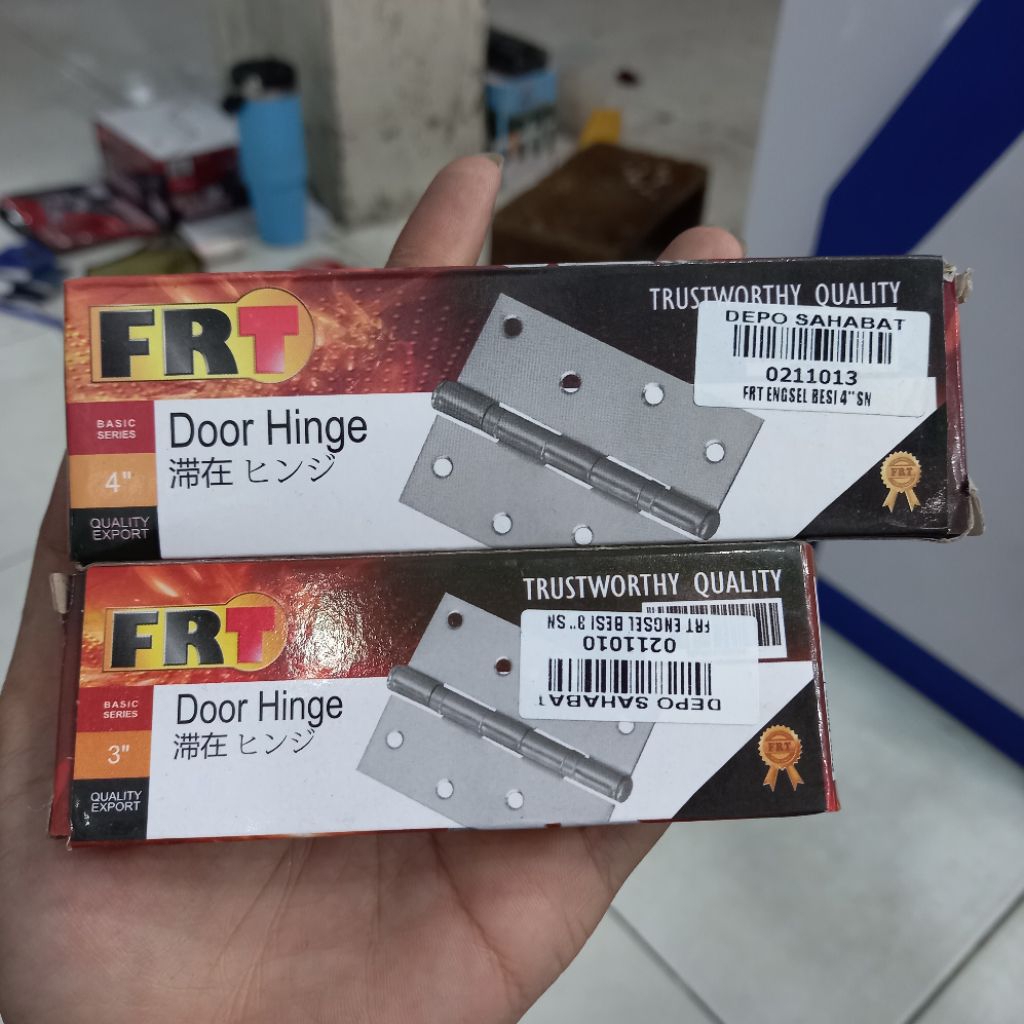 FRT
TRUSTWORTHY QUALITY
DEPO SAHABAT
0211013
FRT ENGSEL BESI 4" SN
BASIC
SERIES
Door Hinge
滞在 ヒンジ
4"
QUALITY
EXPORT
FRT
FRT
TRUSTWORTHY QUALITY
FRT ENGSEL BESI 3" SN
0211010
DEPO SAHABAT
BASIC
SERIES
Door Hinge
滞在 ヒンジ
3"
QUALITY
EXPORT
FRT